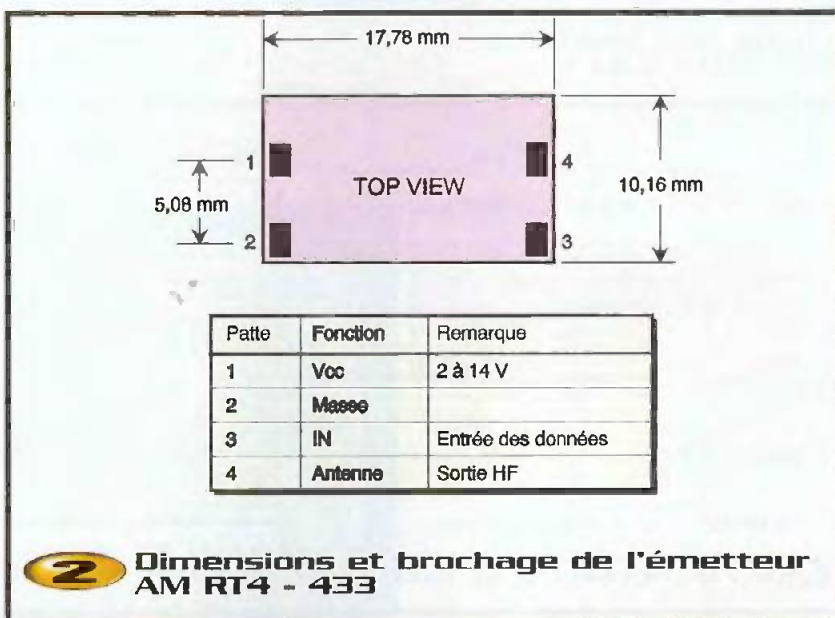 17,78 mm
1
4
TOP VIEW
10,16 mm
5,08 mm
2
3
Patte Fonction Remarque
1 Vcc 2 à 14 V
2 Masse
3 IN Entrée des données
4 Antenne Sortie HF
2 Dimensions et brochage de l'émetteur
AM RT4 - 433